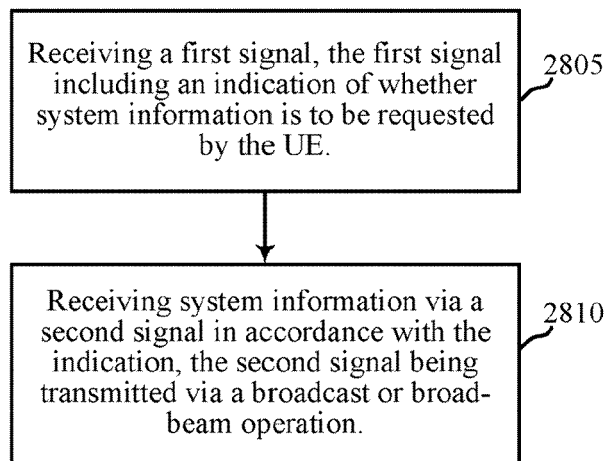 Receiving a first signal, the first signal
including an indication of whether
system information is to be requested
by the UE.
2805
Receiving system information via a
second signal in accordance with the
indication, the second signal being
transmitted via a broadcast or broad-
beam operation.
2810